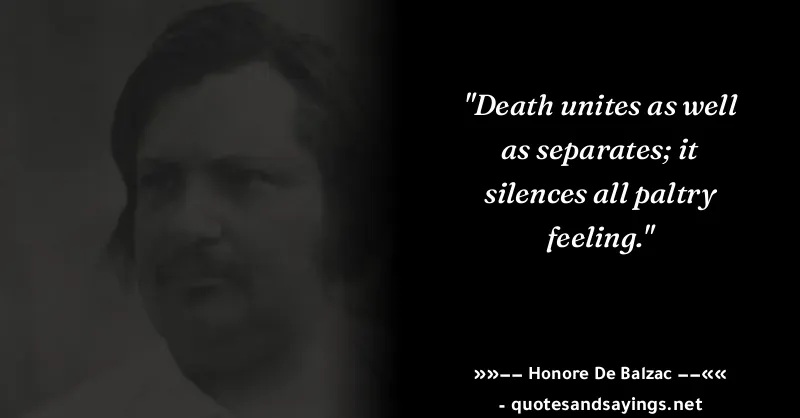 "Death unites as well
as separates; it
silences all paltry
feeling."
»»−− Honore De Balzac −−««
- quotesandsayings.net